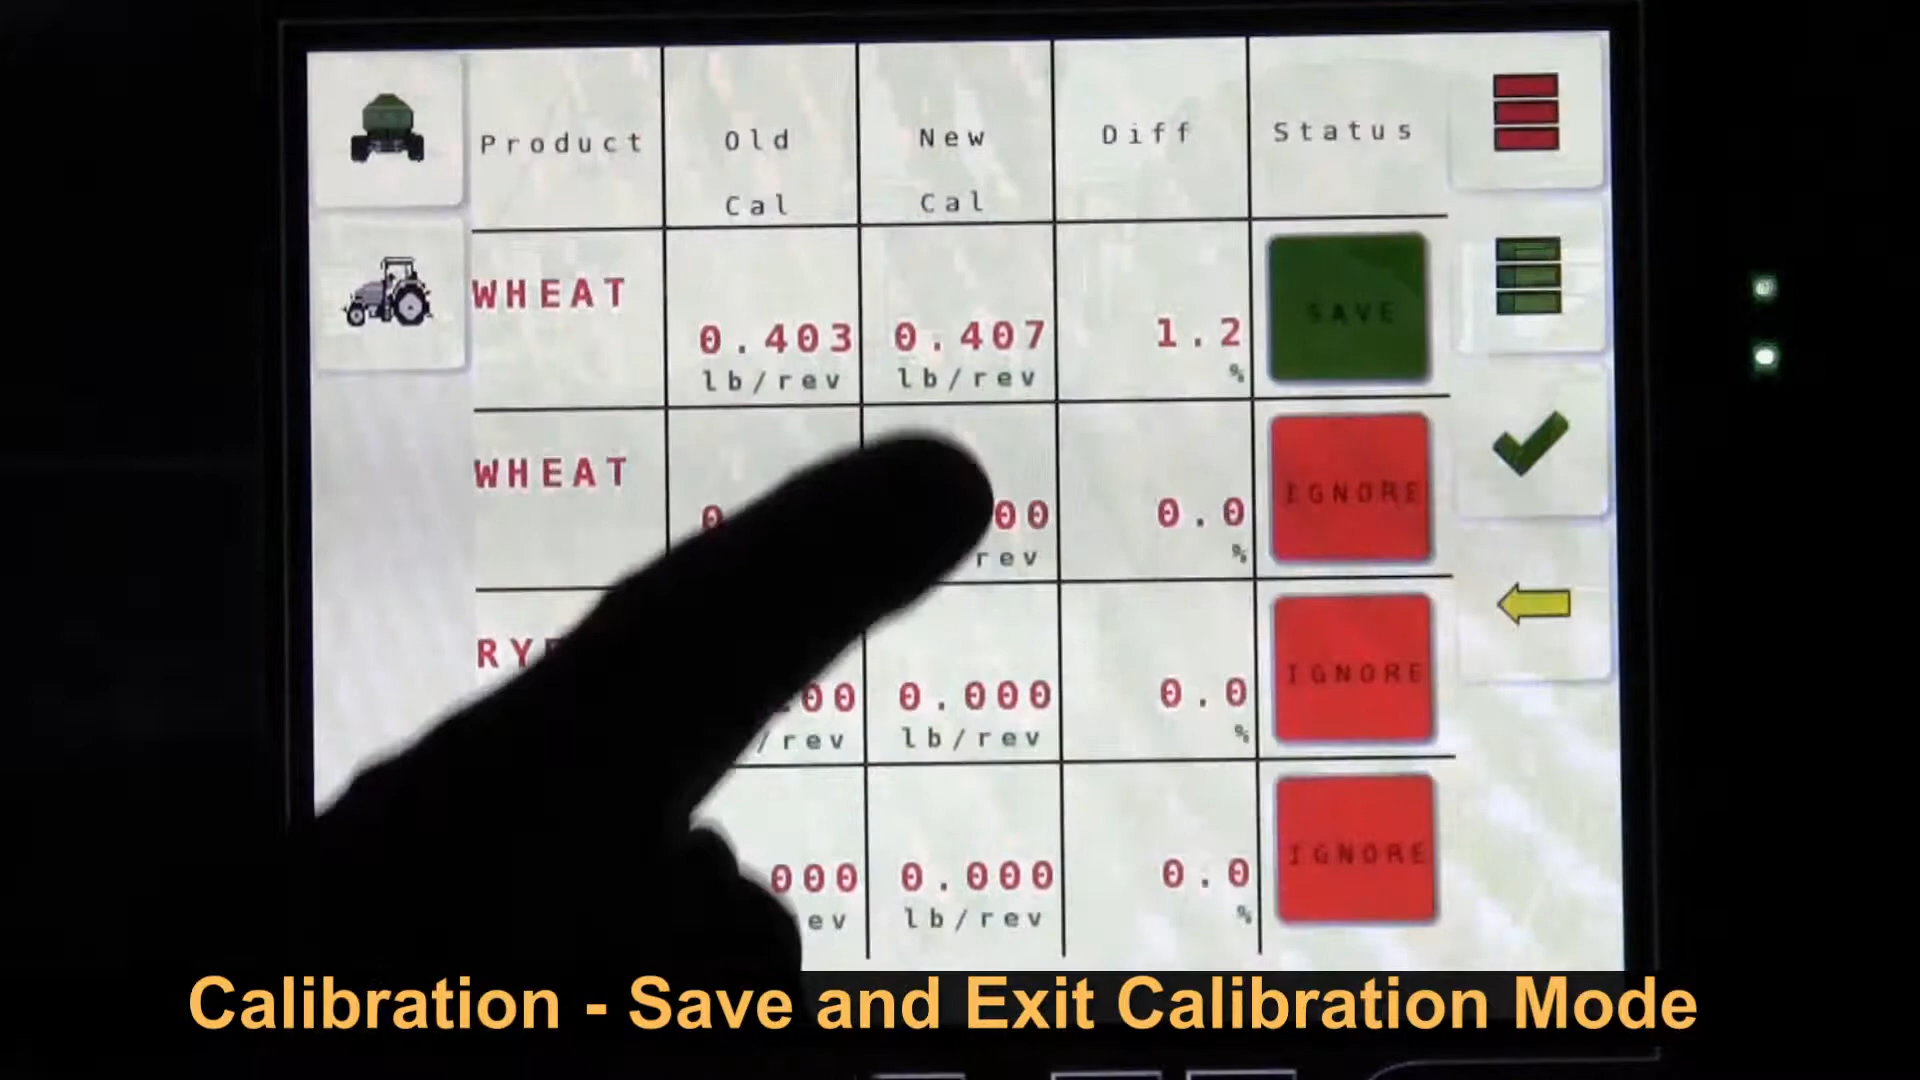 Product Old Cal New Cal Diff Status
WHEAT 0.403 lb/rev 0.407 lb/rev 1.2 % SAVE
WHEAT 0 00 rev 0.0 % IGNORE
RY 00 /rev 0.000 lb/rev 0.0 % IGNORE
000 ev 0.000 lb/rev 0.0 % IGNORE
Calibration - Save and Exit Calibration Mode